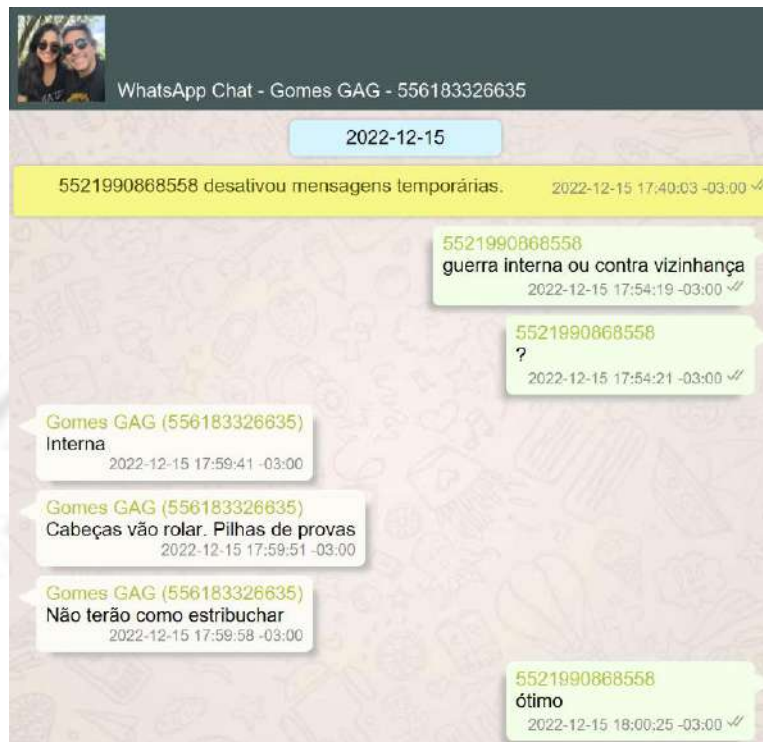 WhatsApp Chat - Gomes GAG - 556183326635
2022-12-15
5521990868558 desativou mensagens temporárias. 2022-12-15 17:40:03 -03:00
5521990868558
guerra interna ou contra vizinhança
2022-12-15 17:54:19 -03:00
5521990868558
?
2022-12-15 17:54:21 -03:00
Gomes GAG (556183326635)
Interna
2022-12-15 17:59:41 -03:00
Gomes GAG (556183326635)
Cabeças vão rolar. Pilhas de provas
2022-12-15 17:59:51 -03:00
Gomes GAG (556183326635)
Não terão como estribuchar
2022-12-15 17:59:58 -03:00
5521990868558
ótimo
2022-12-15 18:00:25 -03:00